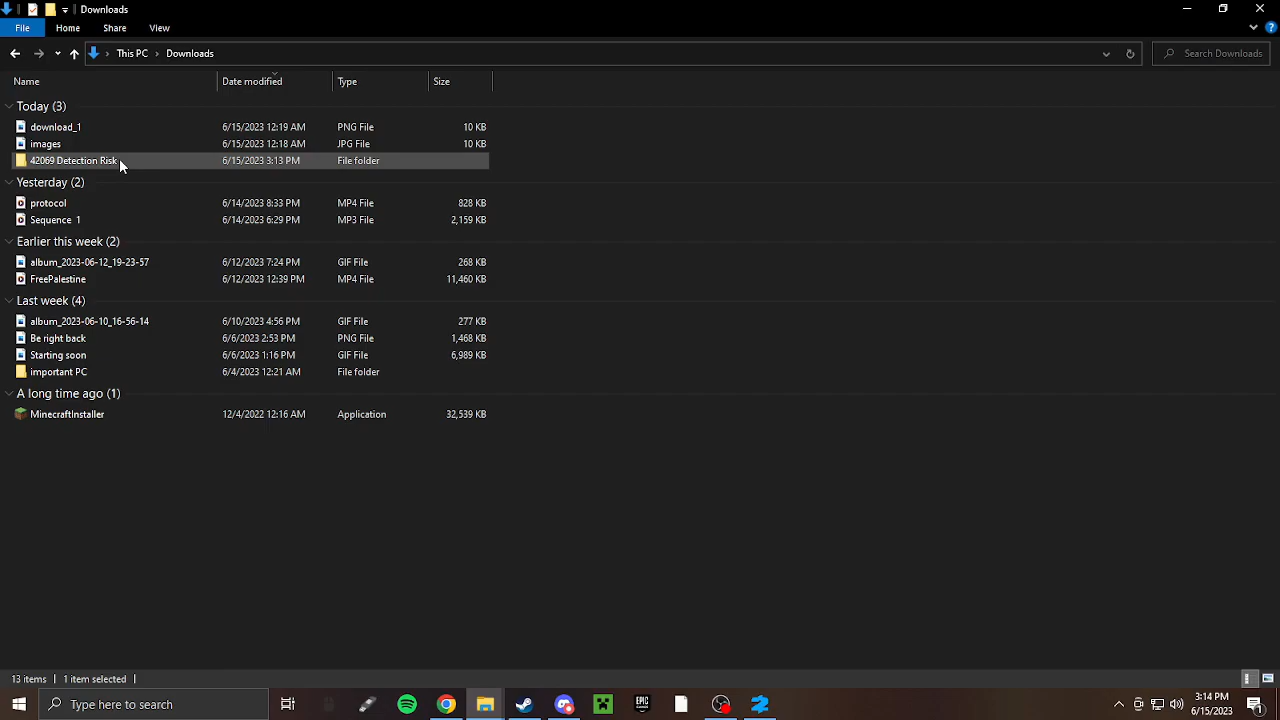 Downloads
File Home Share View
This PC Downloads Search Downloads
Name Date modified Type Size
Today (3)
download_1 6/15/2023 12:19 AM PNG File 10 KB
images 6/15/2023 12:18 AM JPG File 10 KB
42069 Detection Risk 6/15/2023 3:13 PM File folder
Yesterday (2)
protocol 6/14/2023 8:33 PM MP4 File 828 KB
Sequence 1 6/14/2023 6:29 PM MP3 File 2,159 KB
Earlier this week (2)
album_2023-06-12_19-23-57 6/12/2023 7:24 PM GIF File 268 KB
FreePalestine 6/12/2023 12:39 PM MP4 File 11,460 KB
Last week (4)
album_2023-06-10_16-56-14 6/10/2023 4:56 PM GIF File 277 KB
Be right back 6/6/2023 2:53 PM PNG File 1,468 KB
Starting soon 6/6/2023 1:16 PM GIF File 6,989 KB
important PC 6/4/2023 12:21 AM File folder
A long time ago (1)
MinecraftInstaller 12/4/2022 12:16 AM Application 32,539 KB
13 items 1 item selected
Type here to search EPIC GAMES 3:14 PM
6/15/2023 1